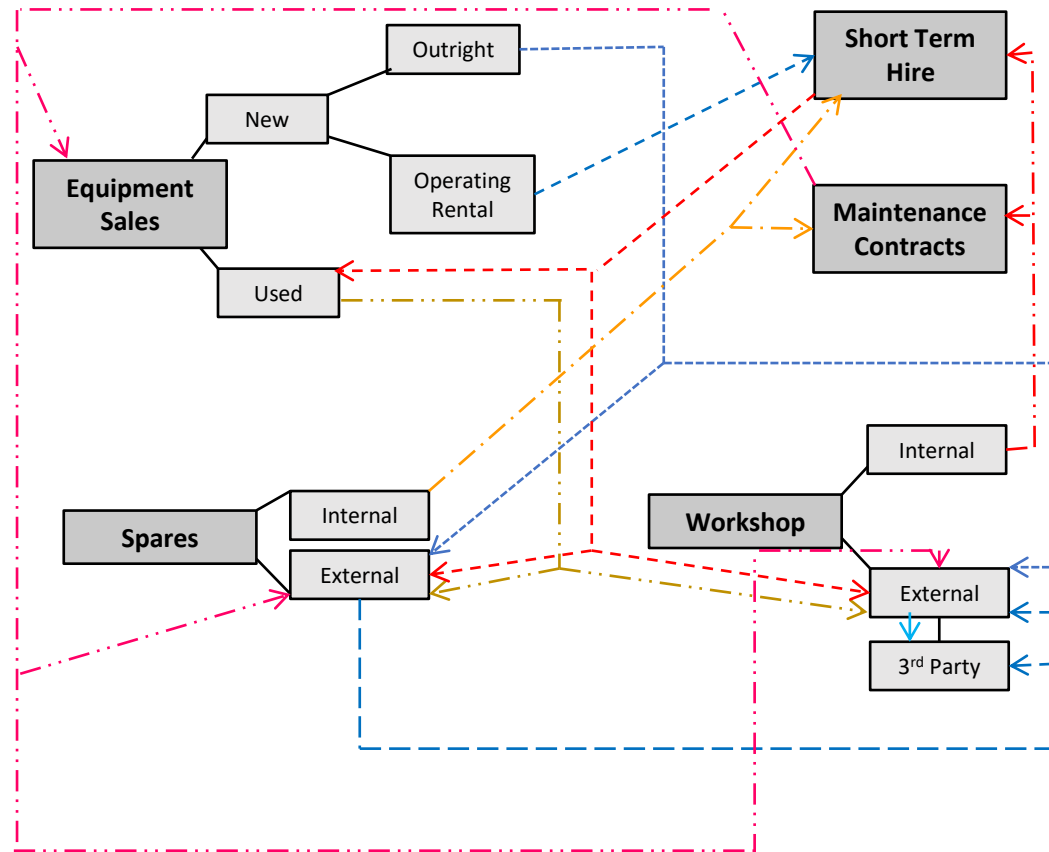 Outright
Short Term
Hire
New
Operating
Rental
Equipment
Sales
Maintenance
Contracts
Used
Internal
Internal
Spares
Workshop
External
External
3rd Party